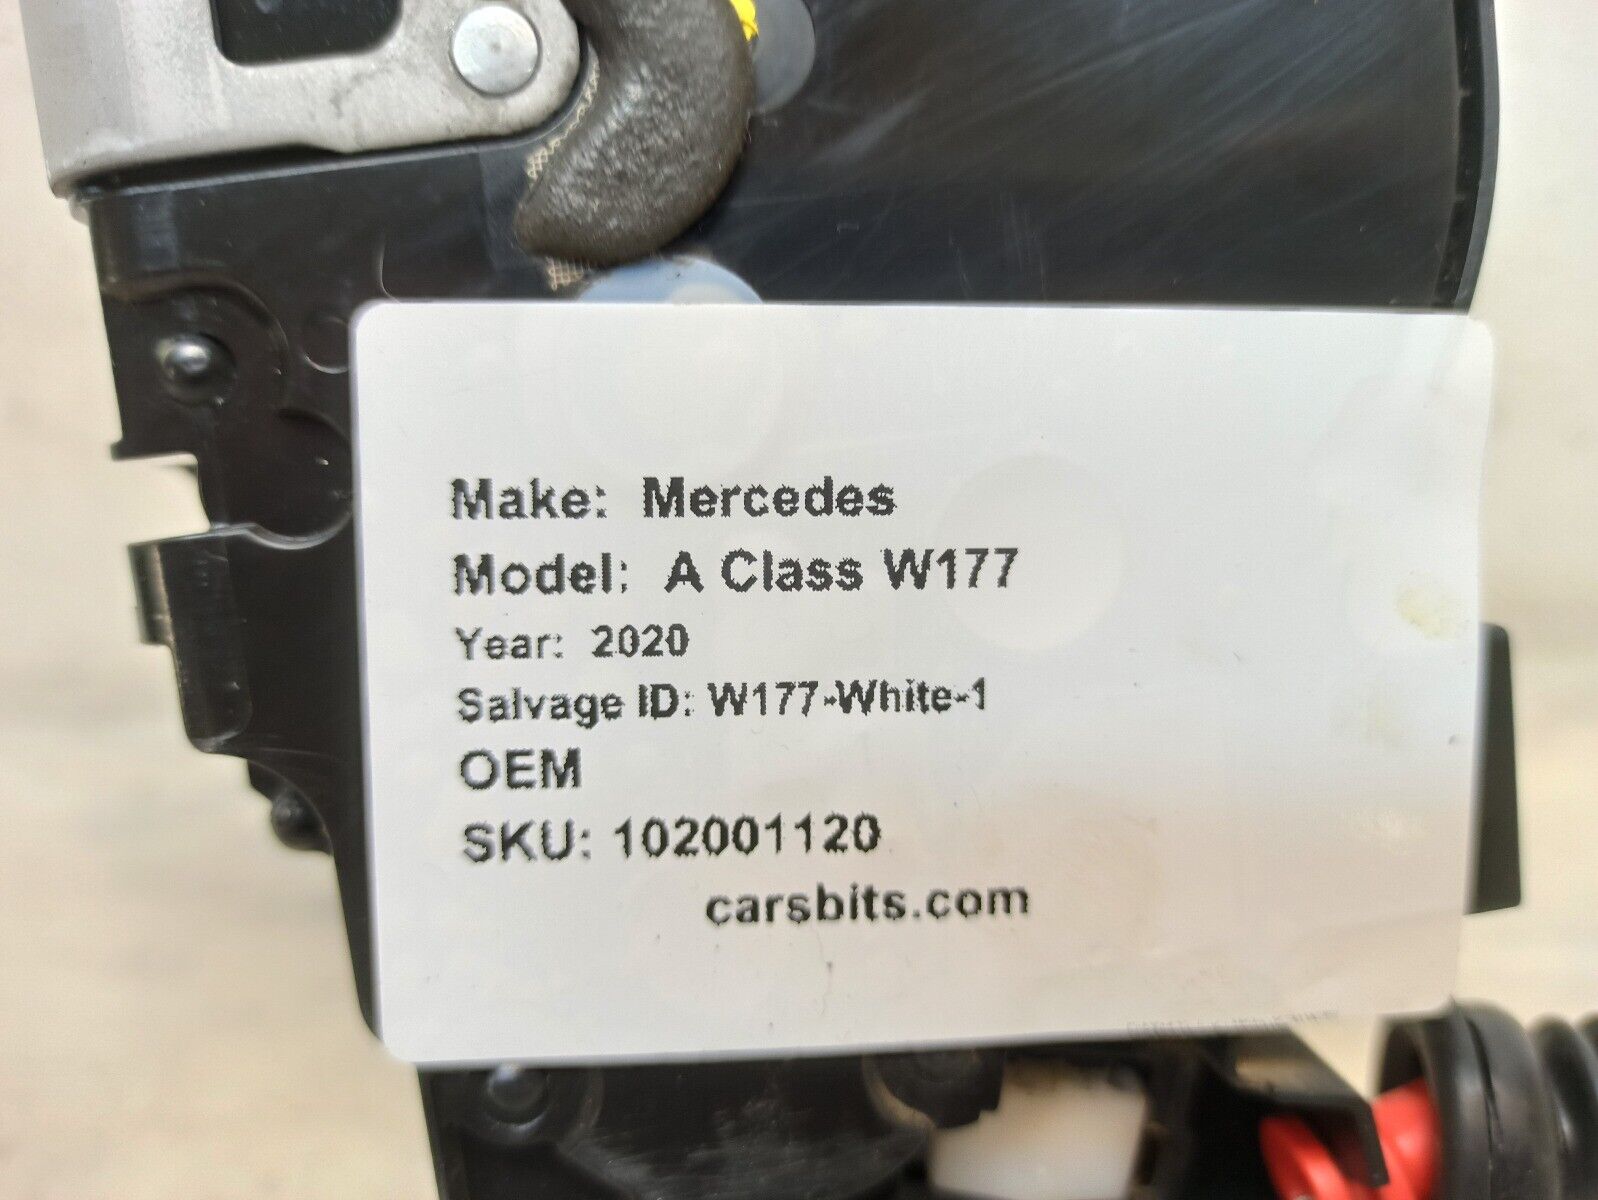 Make: Mercedes
Model: A Class W177
Year: 2020
Salvage ID: W177-White-1
OEM
SKU: 102001120
carsbits.com